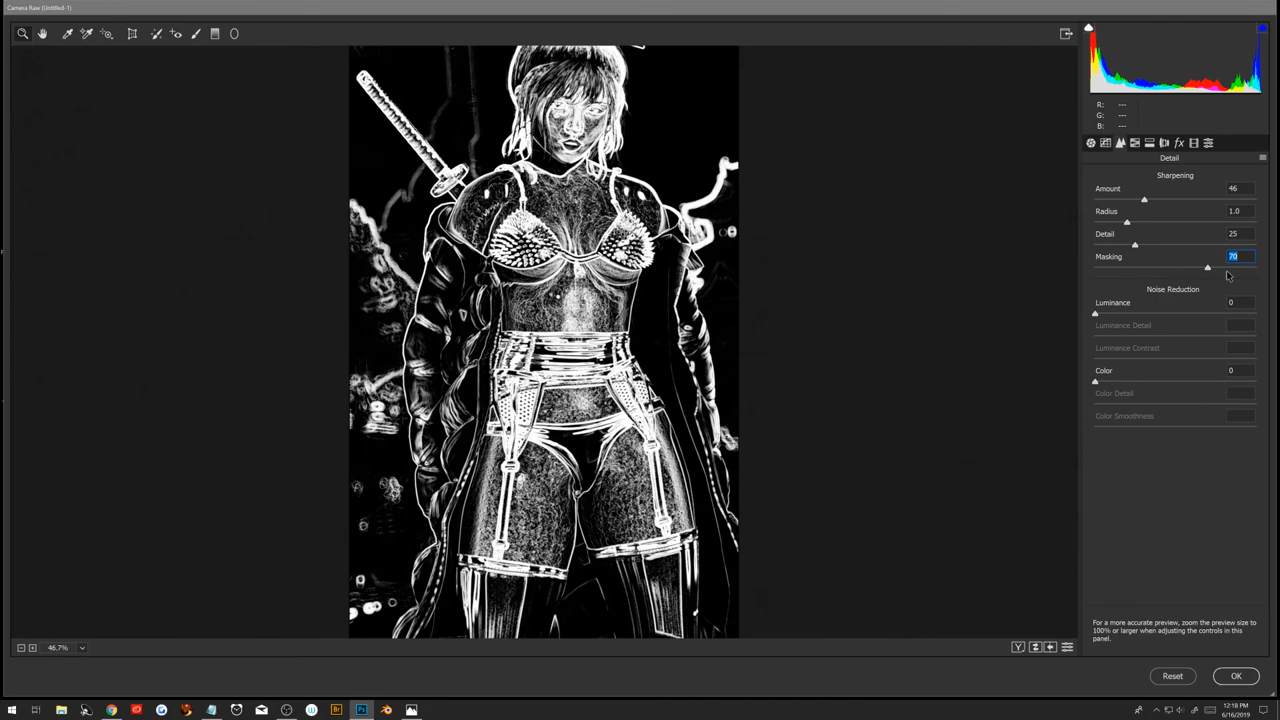 Camera Raw (Untitled-1)
R: ---
G: ---
B: ---
fx
Detail
Sharpening
Amount 46
Radius 1.0
Detail 25
Masking 70
Noise Reduction
Luminance 0
Luminance Detail
Luminance Contrast
Color 0
Color Detail
Color Smoothness
For a more accurate preview, zoom the preview size to
100% or larger when adjusting the controls in this
panel.
46.7%
Y
Reset
OK
Br
Ps
12:18 PM
6/16/2019